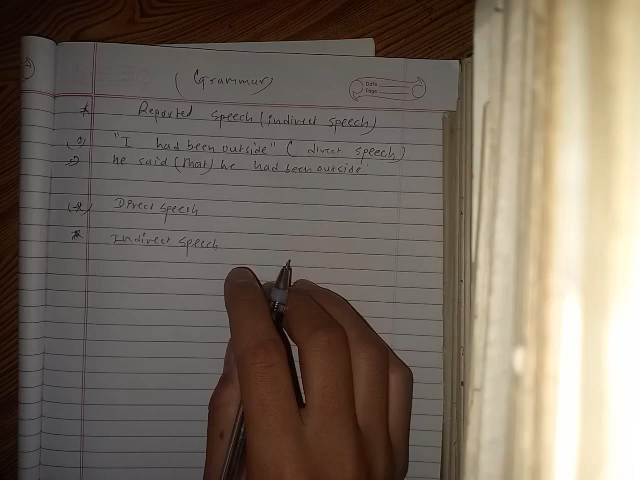 (Grammar)
Date
Page
* Reported speech (indirect speech)
"I had been outside" (direct speech)
he said (that) he had been outside.
Direct speech
* Indirect speech